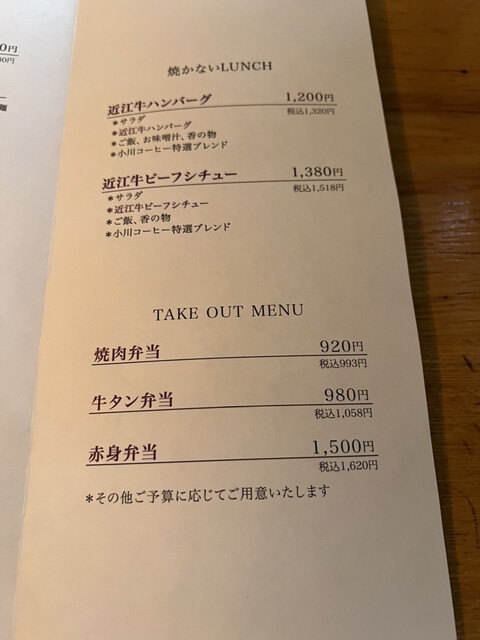 0円
00円
麺
焼かないLUNCH
近江牛ハンバーグ 1,200円
税込1,320円
*サラダ
*近江牛ハンバーグ
*ご飯、お味噌汁、香の物
*小川コーヒー特選ブレンド
近江牛ビーフシチュー 1,380円
税込1,518円
*サラダ
*近江牛ビーフシチュー
*ご飯、香の物
*小川コーヒー特選ブレンド
TAKE OUT MENU
焼肉弁当 920円
税込993円
牛タン弁当 980円
税込1,058円
赤身弁当 1,500円
税込1,620円
*その他ご予算に応じてご用意いたします